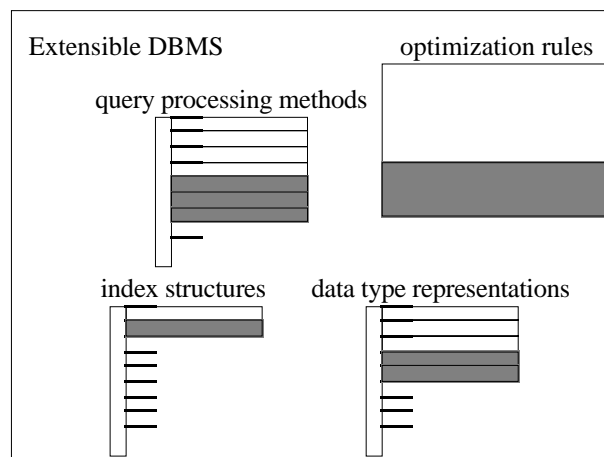 Extensible DBMS
optimization rules
query processing methods
index structures
data type representations